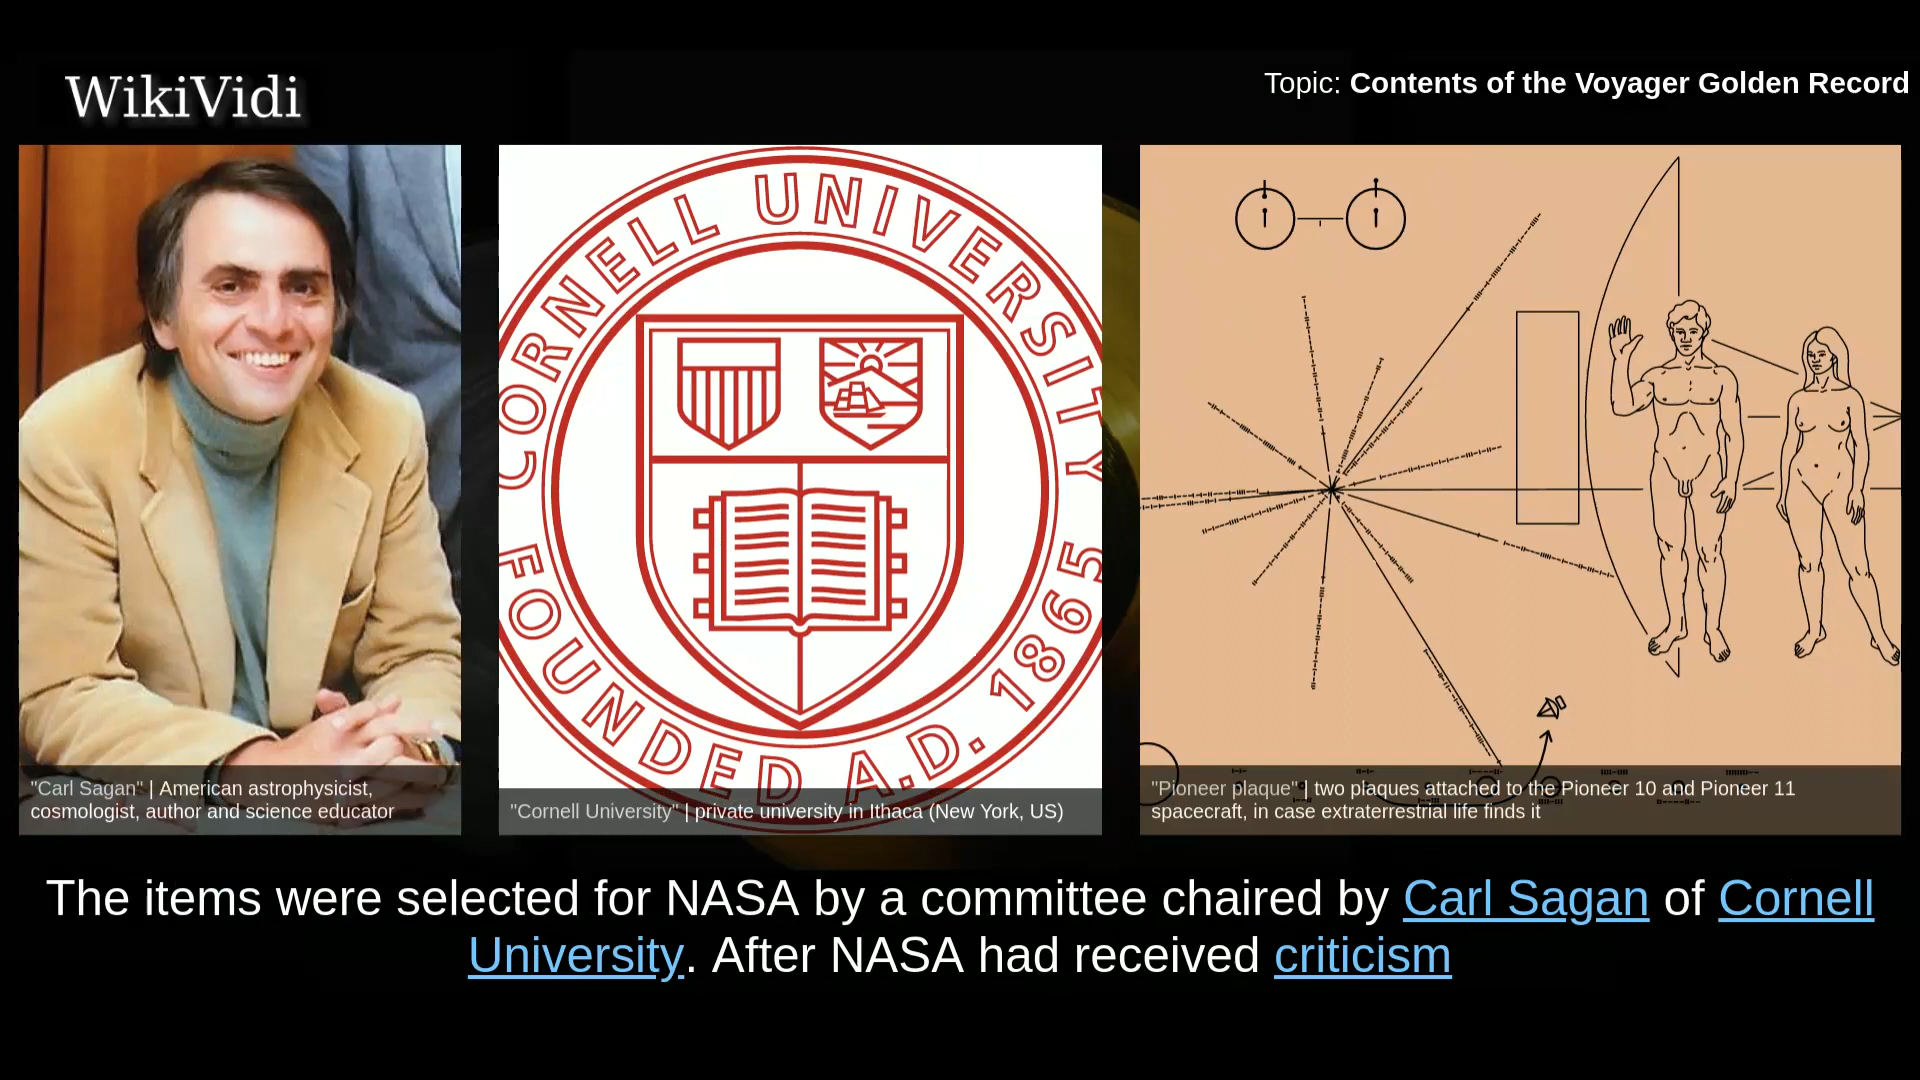 WikiVidi
Topic: Contents of the Voyager Golden Record
CORNELL UNIVERSITY
FOUNDED A.D. 1865
"Carl Sagan" | American astrophysicist,
cosmologist, author and science educator
"Cornell University" | private university in Ithaca (New York, US)
"Pioneer plaque" | two plaques attached to the Pioneer 10 and Pioneer 11
spacecraft, in case extraterrestrial life finds it
The items were selected for NASA by a committee chaired by Carl Sagan of Cornell
University. After NASA had received criticism